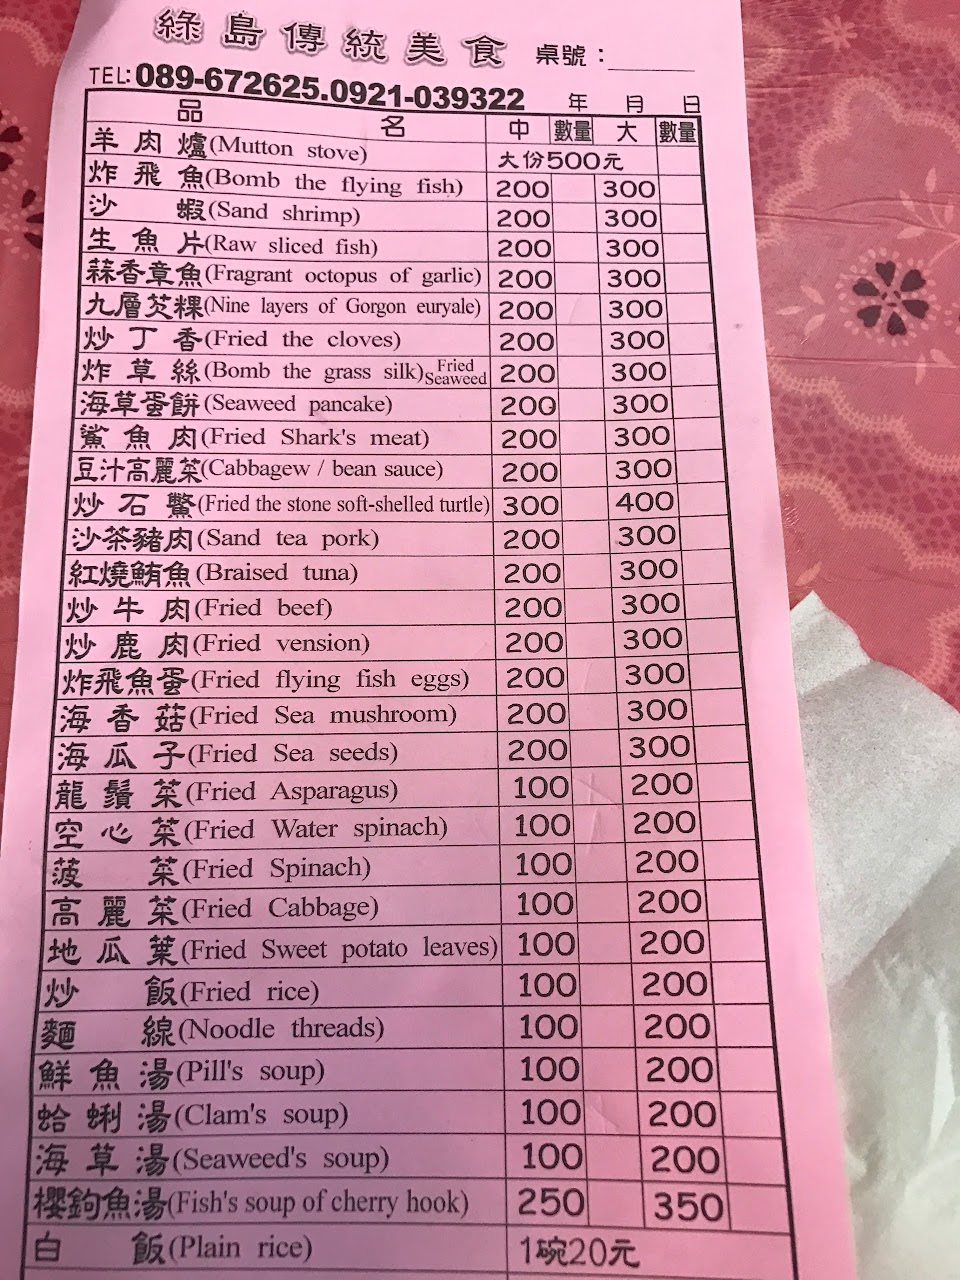 綠島傳統美食 桌號：
TEL:089-672625.0921-039322 年 月 日
品 名 中 數量 大 數量
羊肉爐(Mutton stove) 大份500元
炸飛魚(Bomb the flying fish) 200 300
沙蝦(Sand shrimp) 200 300
生魚片(Raw sliced fish) 200 300
蒜香章魚(Fragrant octopus of garlic) 200 300
九層芡粿(Nine layers of Gorgon euryale) 200 300
炒丁香(Fried the cloves) 200 300
炸草絲(Bomb the grass silk) Fried Seaweed 200 300
海草蛋餅(Seaweed pancake) 200 300
鯊魚肉(Fried Shark's meat) 200 300
豆汁高麗菜(Cabbagew / bean sauce) 200 300
炒石鱉(Fried the stone soft-shelled turtle) 300 400
沙茶豬肉(Sand tea pork) 200 300
紅燒鮪魚(Braised tuna) 200 300
炒牛肉(Fried beef) 200 300
炒鹿肉(Fried vension) 200 300
炸飛魚蛋(Fried flying fish eggs) 200 300
海香菇(Fried Sea mushroom) 200 300
海瓜子(Fried Sea seeds) 200 300
龍鬚菜(Fried Asparagus) 100 200
空心菜(Fried Water spinach) 100 200
菠菜(Fried Spinach) 100 200
高麗菜(Fried Cabbage) 100 200
地瓜葉(Fried Sweet potato leaves) 100 200
炒飯(Fried rice) 100 200
麵線(Noodle threads) 100 200
鮮魚湯(Pill's soup) 100 200
蛤蜊湯(Clam's soup) 100 200
海草湯(Seaweed's soup) 100 200
櫻鉤魚湯(Fish's soup of cherry hook) 250 350
白飯(Plain rice) 1碗20元